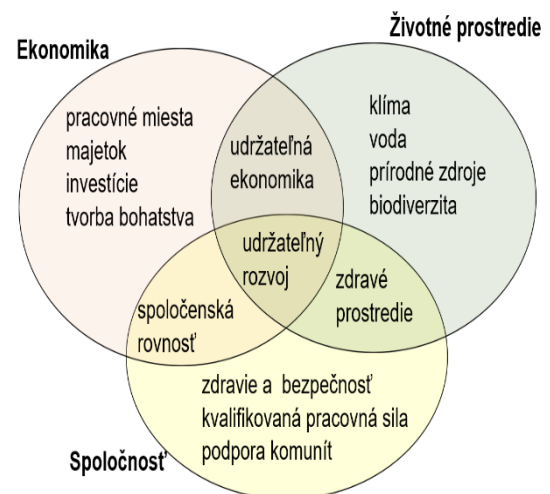 Ekonomika
Životné prostredie
pracovné miesta
majetok
investície
tvorba bohatstva
udržateľná
ekonomika
klíma
voda
prírodné zdroje
biodiverzita
udržateľný
rozvoj
spoločenská
rovnosť
zdravé
prostredie
zdravie a bezpečnosť
kvalifikovaná pracovná sila
podpora komunít
Spoločnosť